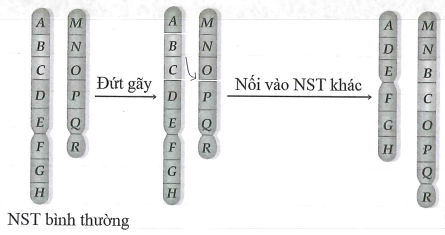 A B C D E F G H
M N O P Q R
Đứt gãy
A B C D E F G H
M N O P Q R
Nối vào NST khác
A D E F G H
M N B C O P Q R
NST bình thường